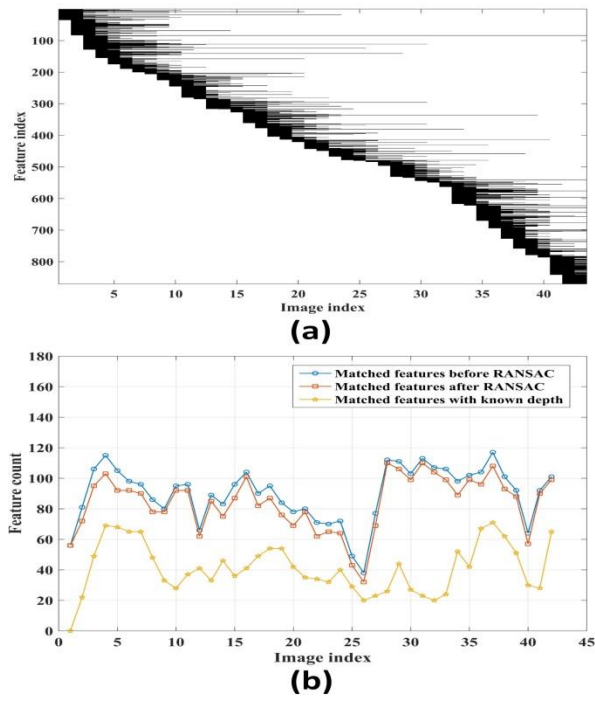 100
200
300
400
500
600
700
800
Feature index
5 10 15 20 25 30 35 40
Image index
(a)
180
160
140
120
100
80
60
40
20
0
Feature count
Matched features before RANSAC
Matched features after RANSAC
Matched features with known depth
0 5 10 15 20 25 30 35 40 45
Image index
(b)